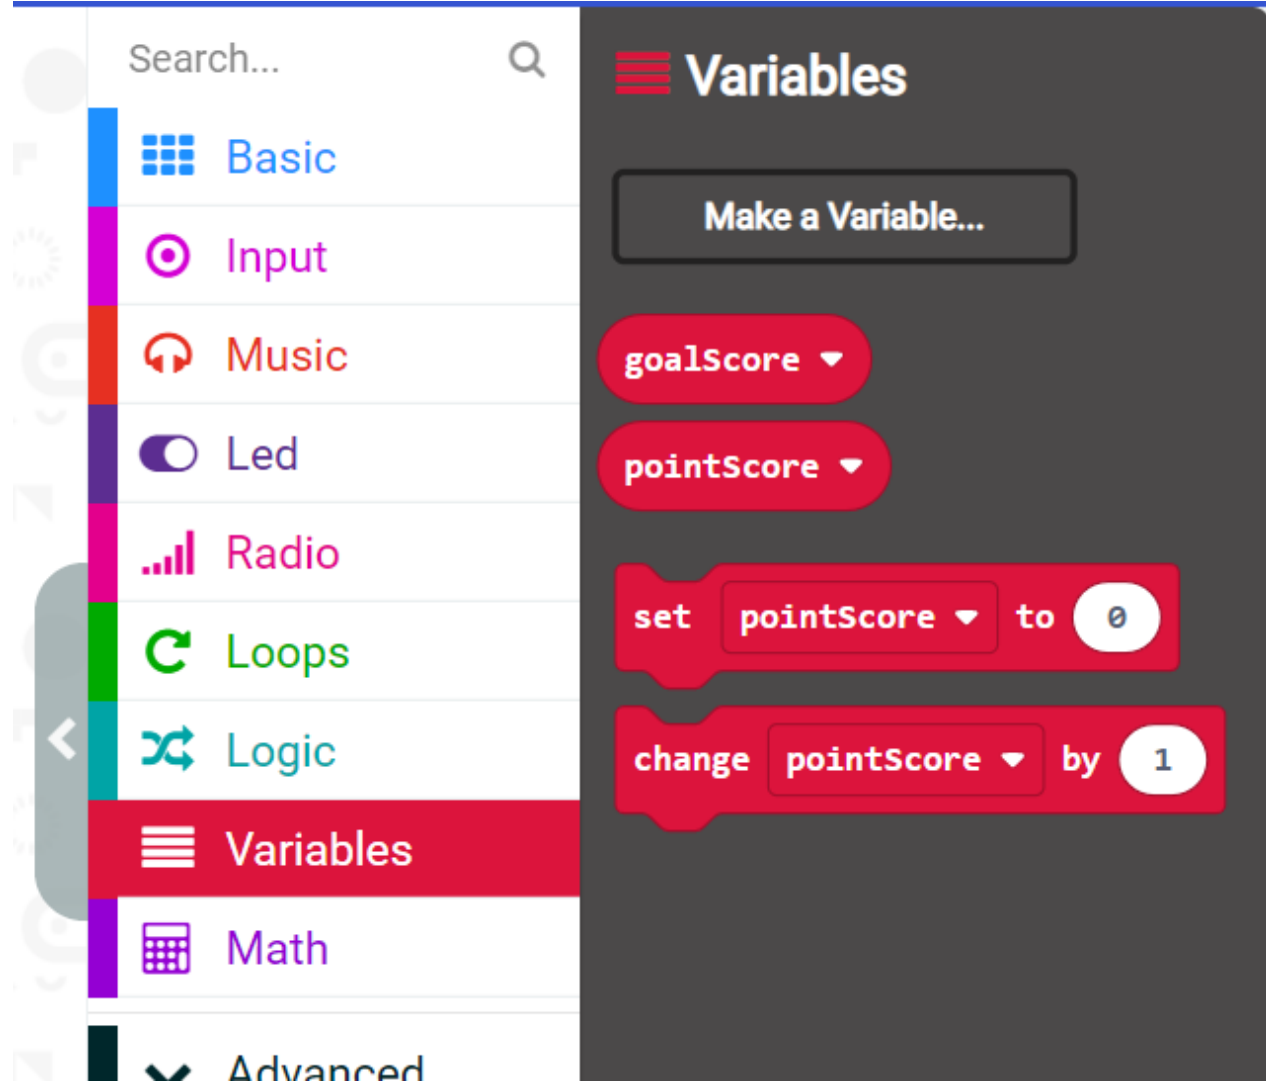 Search...
Basic
Input
Music
Led
Radio
Loops
Logic
Variables
Math
Advanced
Variables
Make a Variable...
goalScore
pointScore
set pointScore to 0
change pointScore by 1